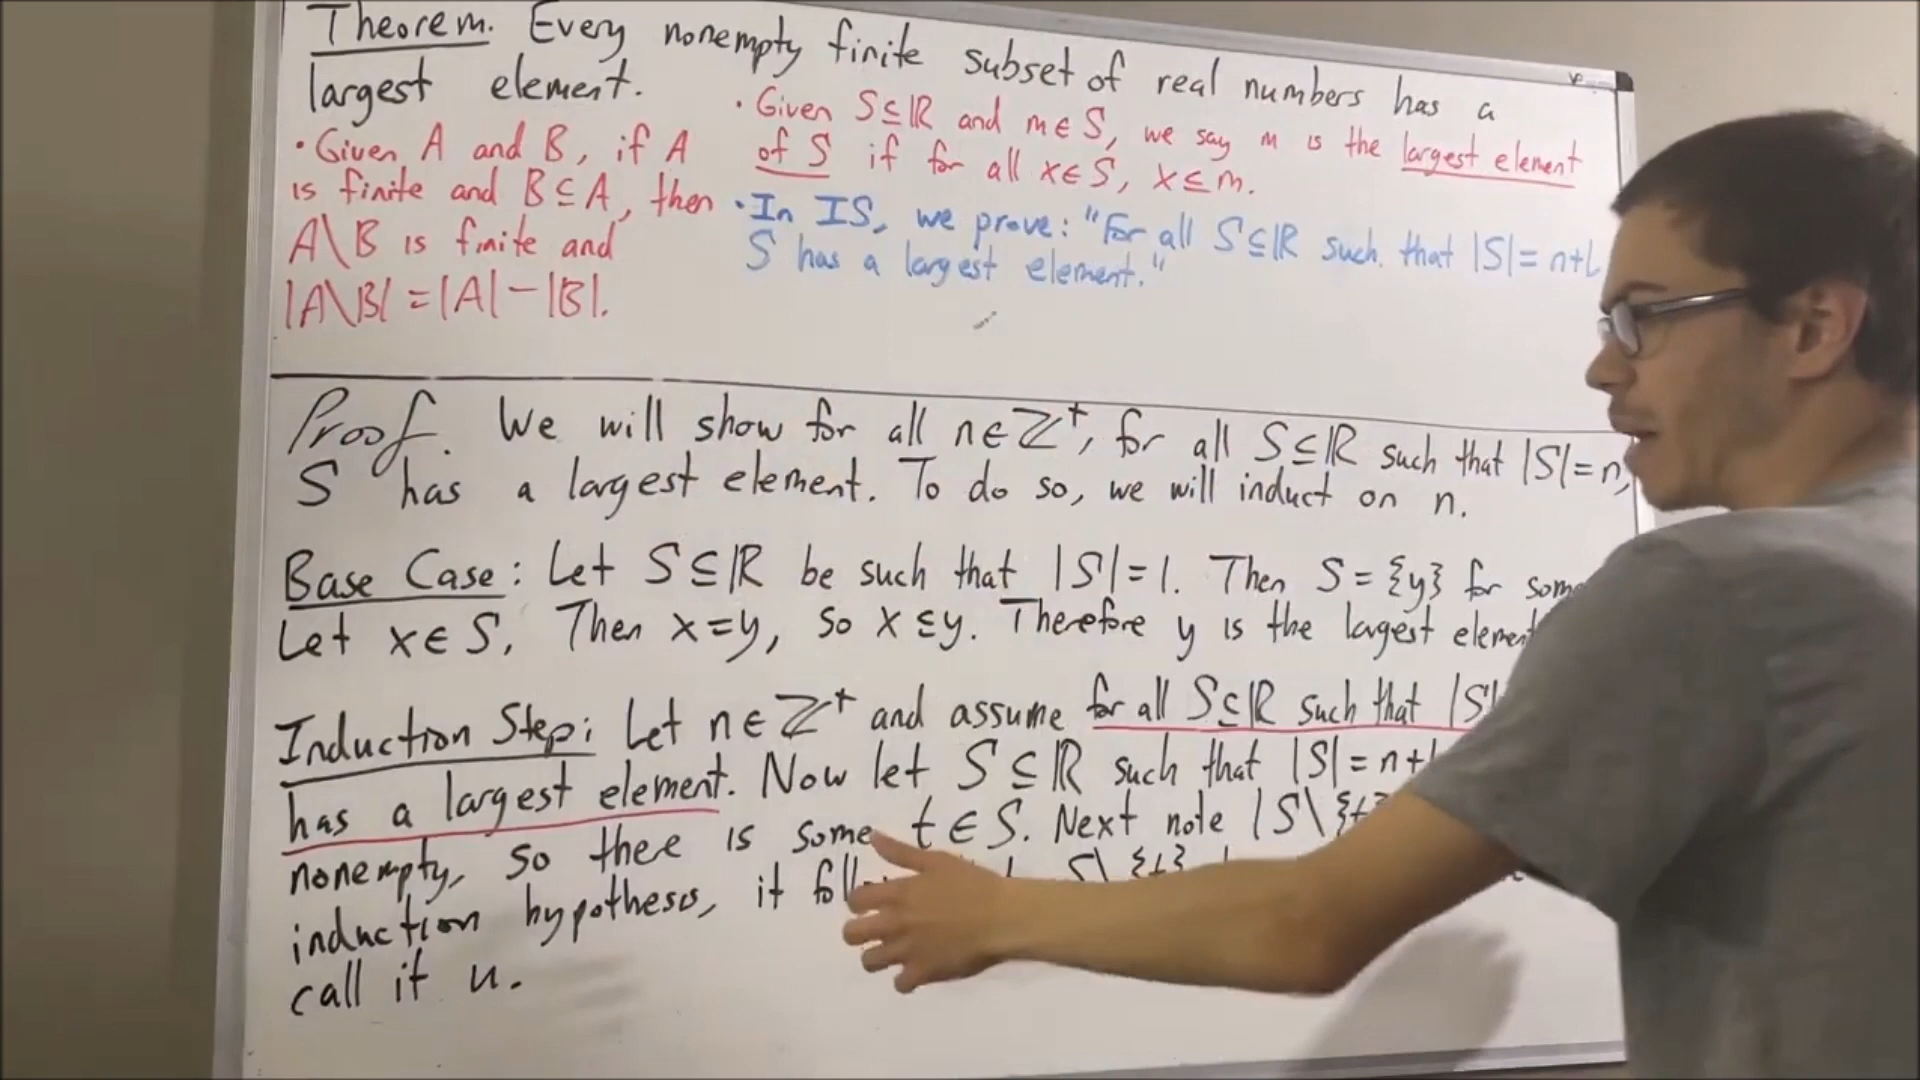 Theorem. Every nonempty finite subset of real numbers has a
largest element.
• Given A and B, if A
is finite and B⊆A, then
A\B is finite and
|A\B| = |A| - |B|.
• Given S⊆ℝ and m∈S, we say m is the largest element
of S if for all x∈S, x≤m.
• In IS, we prove: "For all S⊆ℝ such that |S|=n+1
S has a largest element."
Proof. We will show for all n∈ℤ⁺, for all S⊆ℝ such that |S|=n,
S has a largest element. To do so, we will induct on n.
Base Case: Let S⊆ℝ be such that |S|=1. Then S={y} for some
Let x∈S. Then x=y, so x≤y. Therefore y is the largest element
Induction Step: Let n∈ℤ⁺ and assume for all S⊆ℝ such that |S|
has a largest element. Now let S⊆ℝ such that |S|=n+1
nonempty, so there is some t∈S. Next note |S\{t}
induction hypothesis, it S\{t}
call it u.